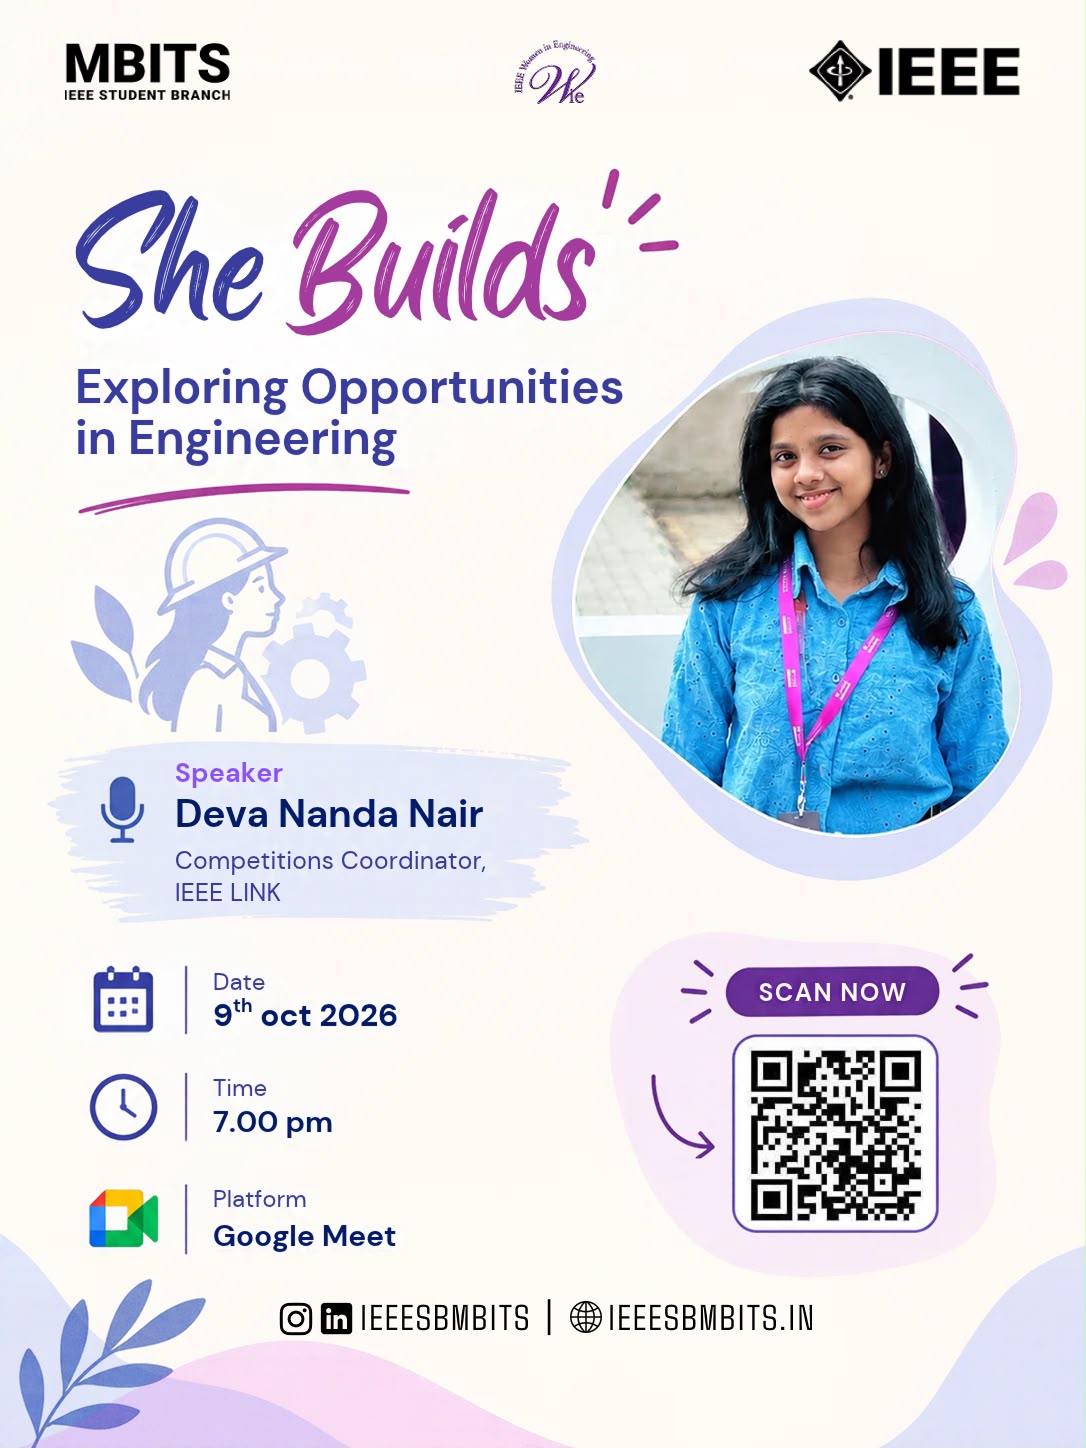 MBITS
IEEE STUDENT BRANCH
IEEE Women in Engineering
Wie
IEEE
She Builds
Exploring Opportunities
in Engineering
Speaker
Deva Nanda Nair
Competitions Coordinator,
IEEE LINK
Date
9th oct 2026
Time
7.00 pm
Platform
Google Meet
SCAN NOW
in IEEESBMBITS | IEEESBMBITS.IN